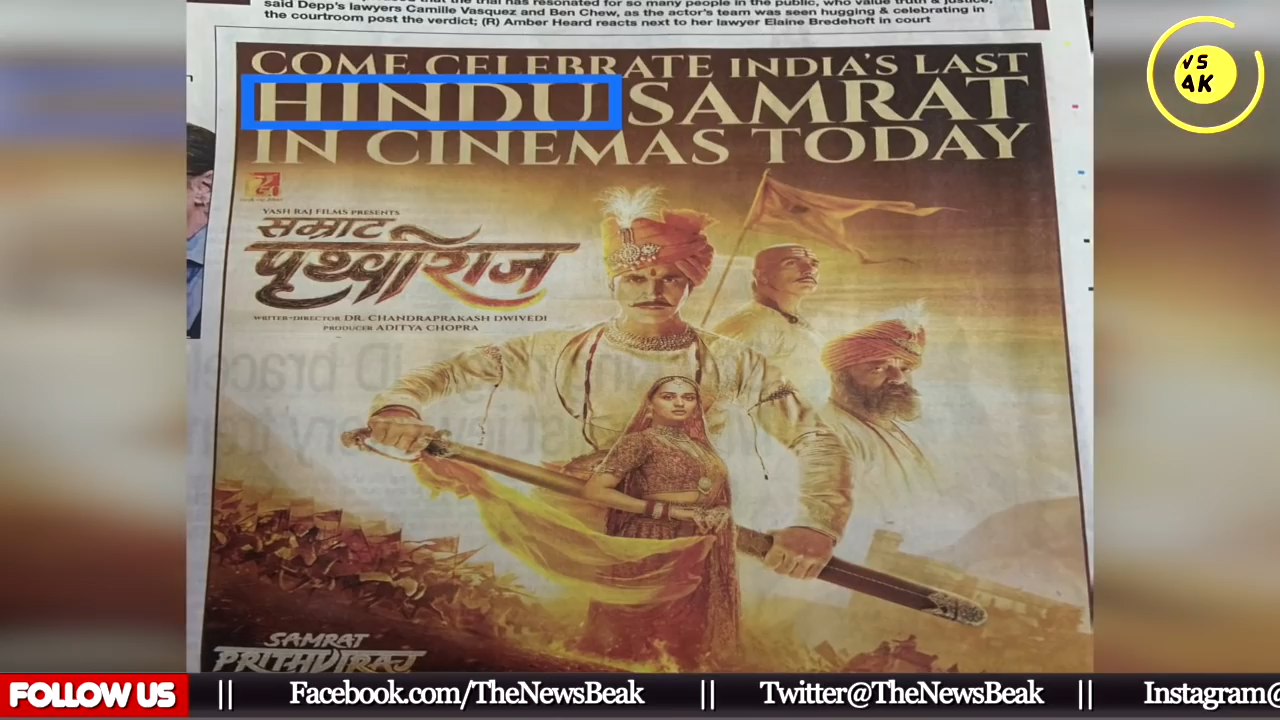 said Depp's lawyers Camille Vasquez and Ben Chew, as the actor's team was seen hugging & celebrating in
the courtroom post the verdict; (R) Amber Heard reacts next to her lawyer Elaine Bredehoft in court
COME CELEBRATE INDIA'S LAST
HINDU SAMRAT
IN CINEMAS TODAY
VS
4K
YASH RAJ FILMS PRESENTS
सम्राट
पृथ्वीराज
WRITER-DIRECTOR DR. CHANDRAPRAKASH DWIVEDI
PRODUCER ADITYA CHOPRA
SAMRAT
PRITHVIRAJ
FOLLOW US || Facebook.com/TheNewsBeak || Twitter@TheNewsBeak || Instagram@